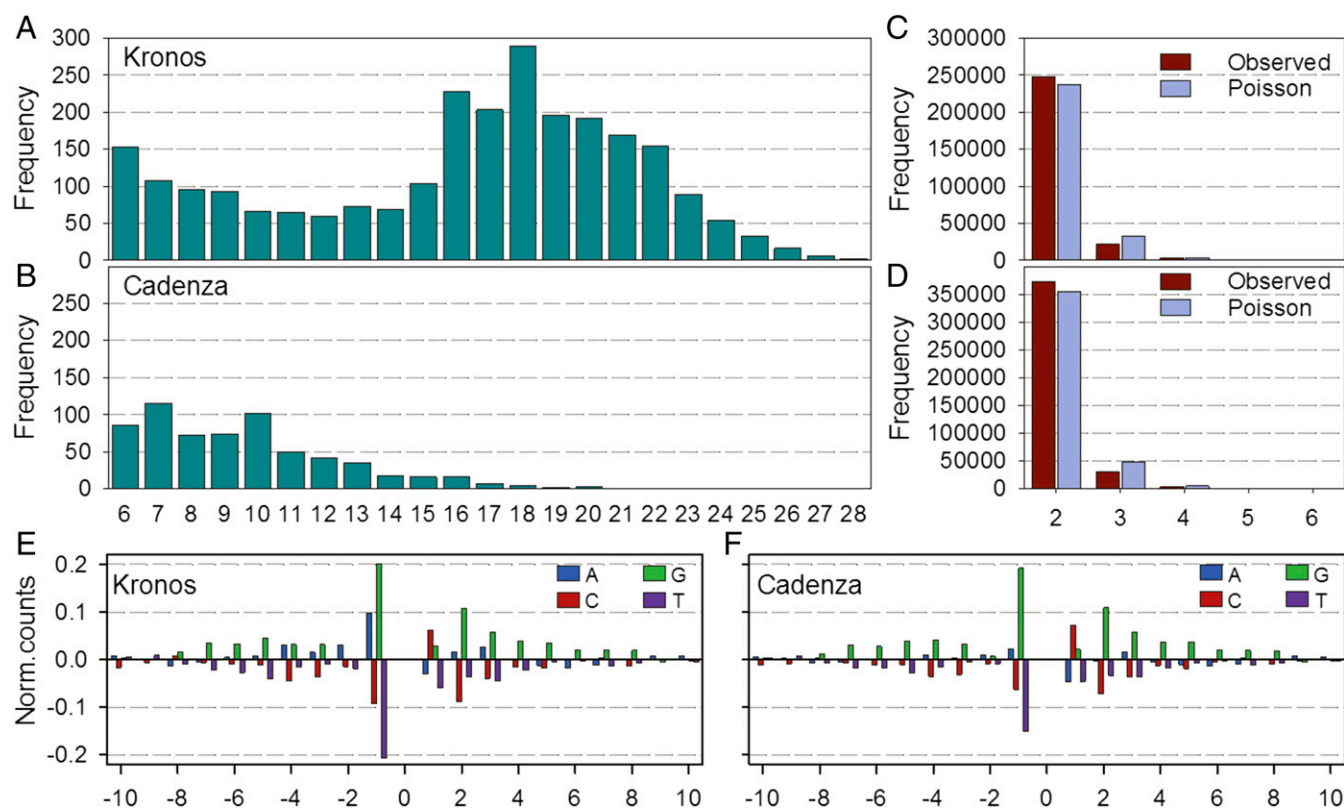 A
Kronos
Frequency
300
250
200
150
100
50
0
B
Cadenza
Frequency
250
200
150
100
50
0
6 7 8 9 10 11 12 13 14 15 16 17 18 19 20 21 22 23 24 25 26 27 28
C
Frequency
300000
250000
200000
150000
100000
50000
0
Observed
Poisson
D
Frequency
350000
300000
250000
200000
150000
100000
50000
0
Observed
Poisson
2 3 4 5 6
E
Kronos
Norm.counts
0.2
0.1
0.0
-0.1
-0.2
A G
C T
-10 -8 -6 -4 -2 0 2 4 6 8 10
F
Cadenza
A G
C T
-10 -8 -6 -4 -2 0 2 4 6 8 10